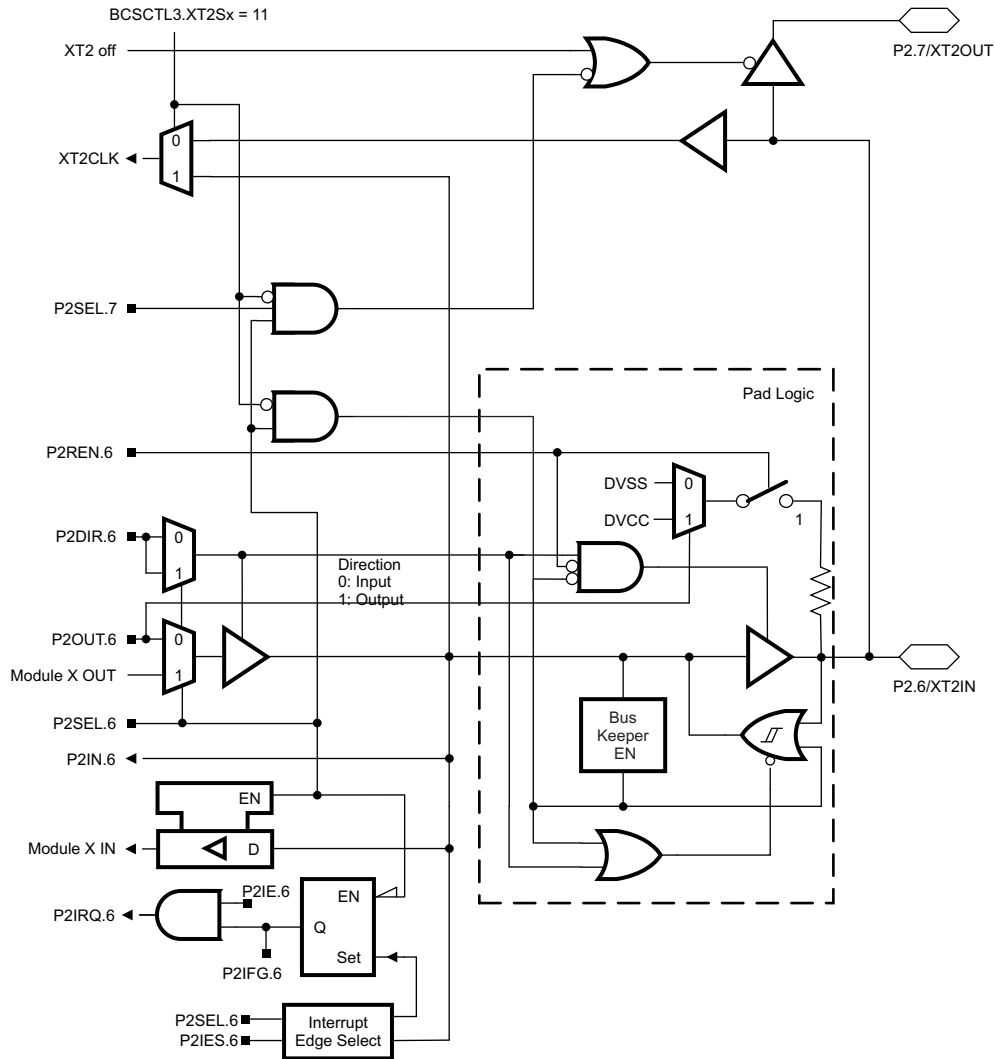 BCSCTL3.XT2Sx = 11
XT2 off
P2.7/XT2OUT
0
XT2CLK
1
P2SEL.7
Pad Logic
P2REN.6
DVSS
0
DVCC
1
1
P2DIR.6
0
1
Direction
0: Input
1: Output
P2OUT.6
0
Module X OUT
1
P2.6/XT2IN
P2SEL.6
Bus
Keeper
EN
P2IN.6
EN
Module X IN
D
P2IE.6
EN
P2IRQ.6
Q
P2IFG.6
Set
P2SEL.6
P2IES.6
Interrupt
Edge Select